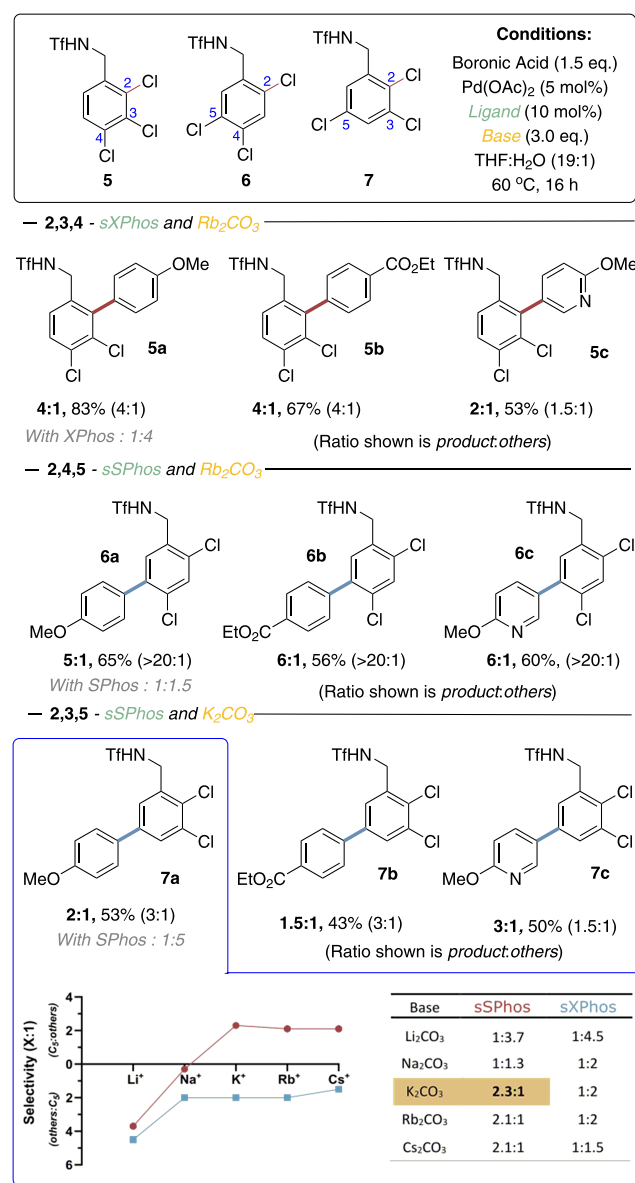 TfHN
2
Cl
3
Cl
4
Cl
5
TfHN
2
Cl
5
Cl
4
Cl
6
TfHN
2
Cl
3
Cl
5
Cl
7
Conditions:
Boronic Acid (1.5 eq.)
Pd(OAc)2 (5 mol%)
Ligand (10 mol%)
Base (3.0 eq.)
THF:H2O (19:1)
60 ºC, 16 h
2,3,4 - sXPhos and Rb2CO3
TfHN
OMe
Cl
Cl
5a
TfHN
CO2Et
Cl
Cl
5b
TfHN
OMe
N
Cl
Cl
5c
4:1, 83% (4:1)
4:1, 67% (4:1)
2:1, 53% (1.5:1)
With XPhos : 1:4
(Ratio shown is product:others)
2,4,5 - sSPhos and Rb2CO3
TfHN
6a
Cl
Cl
MeO
TfHN
6b
Cl
Cl
EtO2C
TfHN
6c
Cl
Cl
MeO
N
5:1, 65% (>20:1)
6:1, 56% (>20:1)
6:1, 60%, (>20:1)
With SPhos : 1:1.5
(Ratio shown is product:others)
2,3,5 - sSPhos and K2CO3
TfHN
Cl
Cl
MeO
7a
TfHN
Cl
Cl
EtO2C
7b
TfHN
Cl
Cl
MeO
N
7c
2:1, 53% (3:1)
1.5:1, 43% (3:1)
3:1, 50% (1.5:1)
With SPhos : 1:5
(Ratio shown is product:others)
Selectivity (X:1)
(C5:others)
(others:C5)
4
2
0
2
4
6
Li+
Na+
K+
Rb+
Cs+
Base sSPhos sXPhos
Li2CO3 1:3.7 1:4.5
Na2CO3 1:1.3 1:2
K2CO3 2.3:1 1:2
Rb2CO3 2.1:1 1:2
Cs2CO3 2.1:1 1:1.5